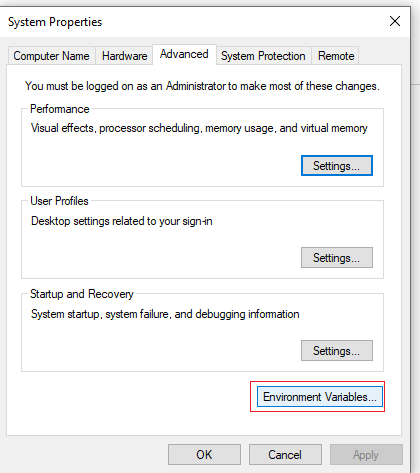 System Properties
Computer Name Hardware Advanced System Protection Remote
You must be logged on as an Administrator to make most of these changes.
Performance
Visual effects, processor scheduling, memory usage, and virtual memory
Settings...
User Profiles
Desktop settings related to your sign-in
Settings...
Startup and Recovery
System startup, system failure, and debugging information
Settings...
Environment Variables...
OK Cancel Apply